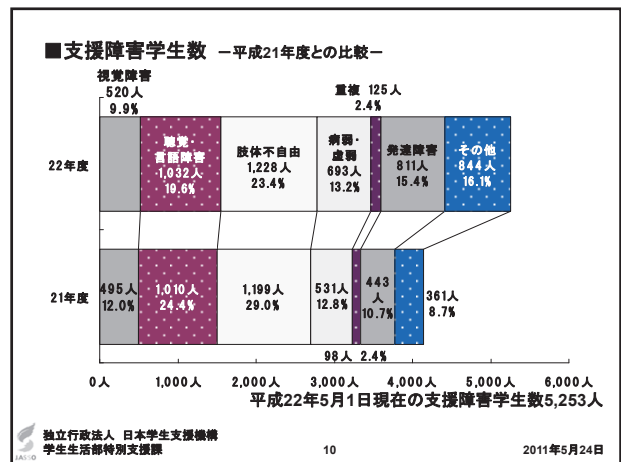 ■支援障害学生数 －平成21年度との比較－
視覚障害
520人
9.9%
聴覚・
言語障害
1,032人
19.6%
肢体不自由
1,228人
23.4%
病弱・
虚弱
693人
13.2%
重複 125人
2.4%
発達障害
811人
15.4%
その他
844人
16.1%
22年度
21年度
495人
12.0%
1,010人
24.4%
1,199人
29.0%
531人
12.8%
98人 2.4%
443
人
10.7%
361人
8.7%
0人 1,000人 2,000人 3,000人 4,000人 5,000人 6,000人
平成22年5月1日現在の支援障害学生数5,253人
JASSO
独立行政法人 日本学生支援機構
学生生活部特別支援課
10
2011年5月24日